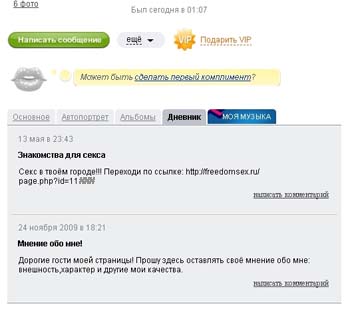 6 фото
Был сегодня в 01:07
Написать сообщение
ещё
VIP
Подарить VIP
Может быть сделать первый комплимент?
Основное
Автопортрет
Альбомы
Дневник
МОЯ МУЗЫКА
13 мая в 23:43
Знакомства для секса
Секс в твоём городе!!! Переходи по ссылке: http://freedomsex.ru/
page.php?id=11###
написать комментарий
24 ноября 2009 в 18:21
Мнение обо мне!
Дорогие гости моей страницы! Прошу здесь оставлять своё мнение обо мне:
внешность,характер и другие мои качества.
написать комментарий